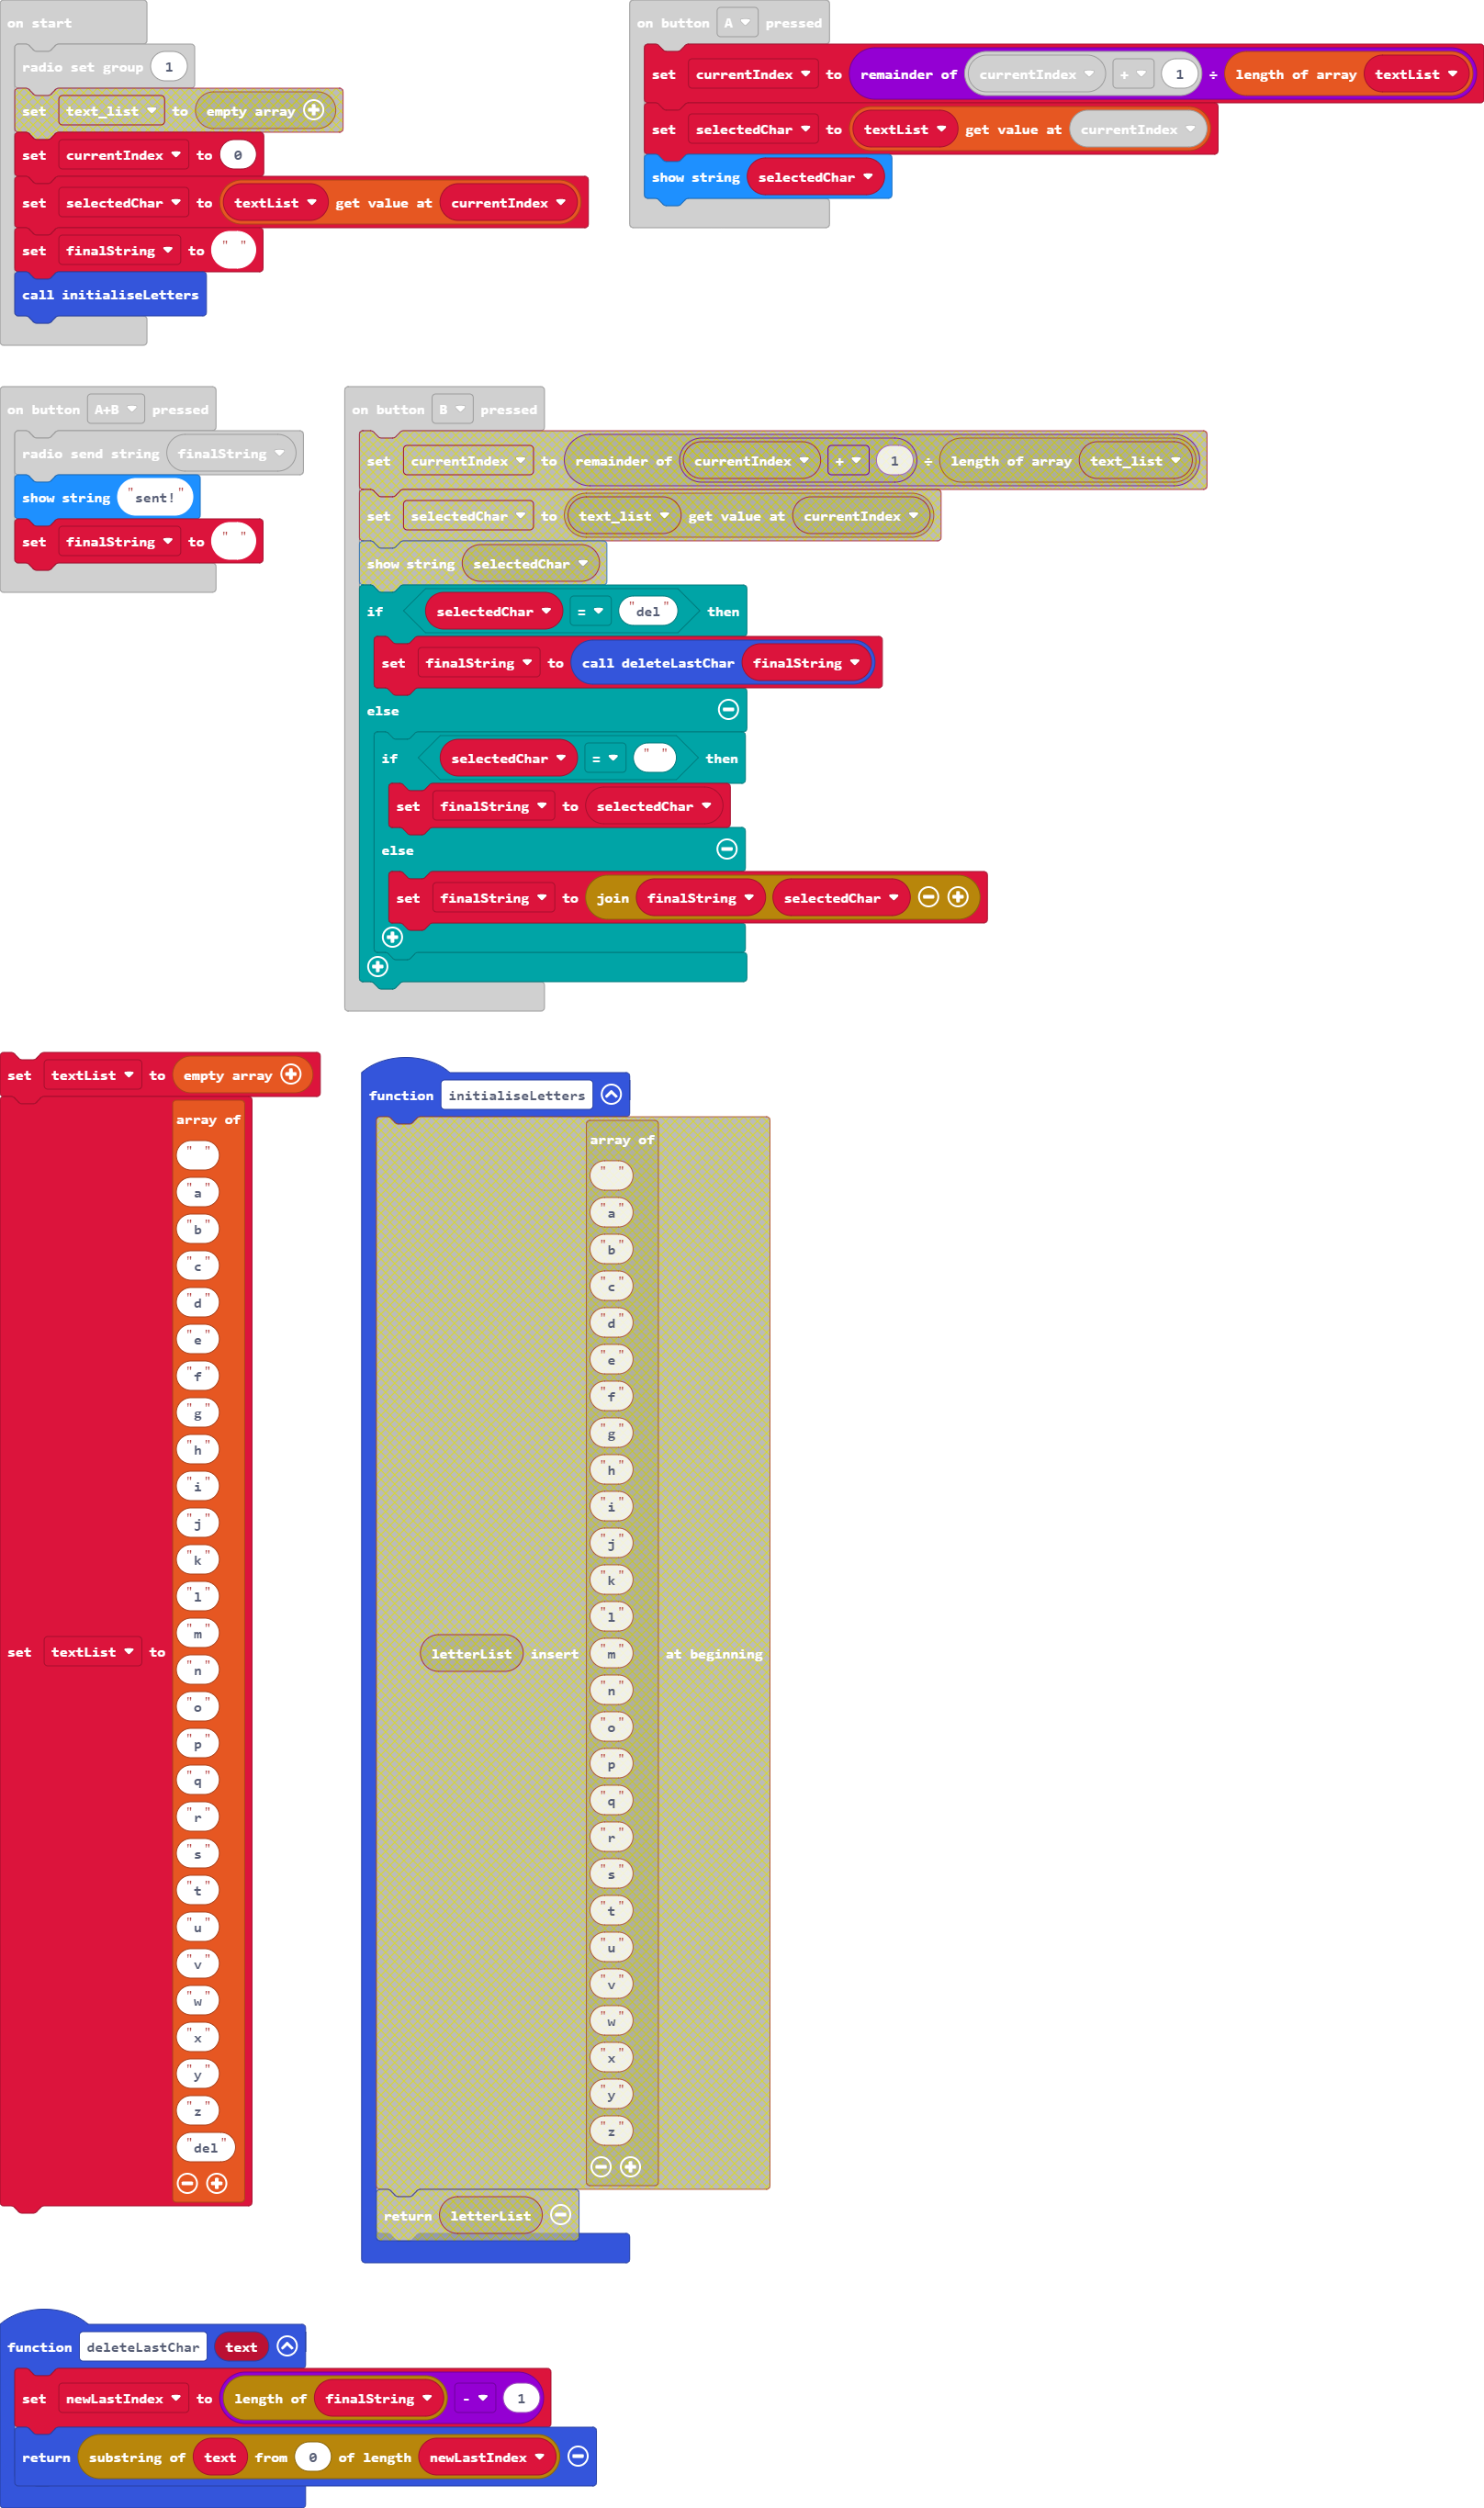 on start
radio set group 1
set text_list to empty array
set currentIndex to 0
set selectedChar to textList get value at currentIndex
set finalString to " "
call initialiseLetters
on button A pressed
set currentIndex to remainder of currentIndex + 1 ÷ length of array textList
set selectedChar to textList get value at currentIndex
show string selectedChar
on button A+B pressed
radio send string finalString
show string "sent!"
set finalString to " "
on button B pressed
set currentIndex to remainder of currentIndex + 1 ÷ length of array text_list
set selectedChar to text_list get value at currentIndex
show string selectedChar
if selectedChar = "del" then
set finalString to call deleteLastChar finalString
else
if selectedChar = " " then
set finalString to selectedChar
else
set finalString to join finalString selectedChar
set textList to empty array
set textList to
array of
" "
"a"
"b"
"c"
"d"
"e"
"f"
"g"
"h"
"i"
"j"
"k"
"l"
"m"
"n"
"o"
"p"
"q"
"r"
"s"
"t"
"u"
"v"
"w"
"x"
"y"
"z"
"del"
function initialiseLetters
letterList insert
array of
" "
"a"
"b"
"c"
"d"
"e"
"f"
"g"
"h"
"i"
"j"
"k"
"l"
"m"
"n"
"o"
"p"
"q"
"r"
"s"
"t"
"u"
"v"
"w"
"x"
"y"
"z"
at beginning
return letterList
function deleteLastChar text
set newLastIndex to length of finalString - 1
return substring of text from 0 of length newLastIndex